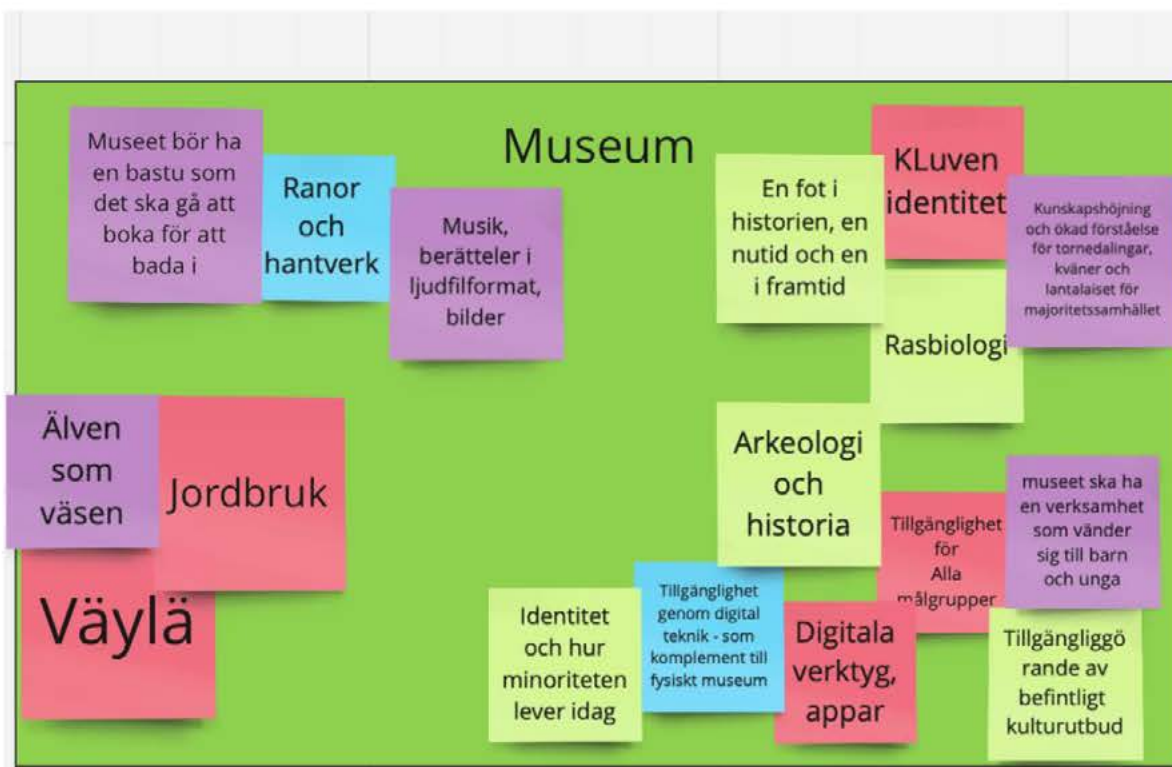 Museum
Museet bör ha
en bastu som
det ska gå att
boka för att
bada i
Ranor
och
hantverk
Musik,
berätteler i
ljudfilformat,
bilder
En fot i
historien, en
nutid och en
i framtid
KLuven
identitet
Kunskapshöjning
och ökad förståelse
för tornedalingar,
kväner och
lantalaiset för
majoritetssamhället
Rasbiologi
Älven
som
väsen
Jordbruk
Väylä
Arkeologi
och
historia
Tillgänglighet
för
Alla
målgrupper
museet ska ha
en verksamhet
som vänder
sig till barn
och unga
Identitet
och hur
minoriteten
lever idag
Tillgänglighet
genom digital
teknik - som
komplement till
fysiskt museum
Digitala
verktyg,
appar
Tillgängliggö
rande av
befintligt
kulturutbud